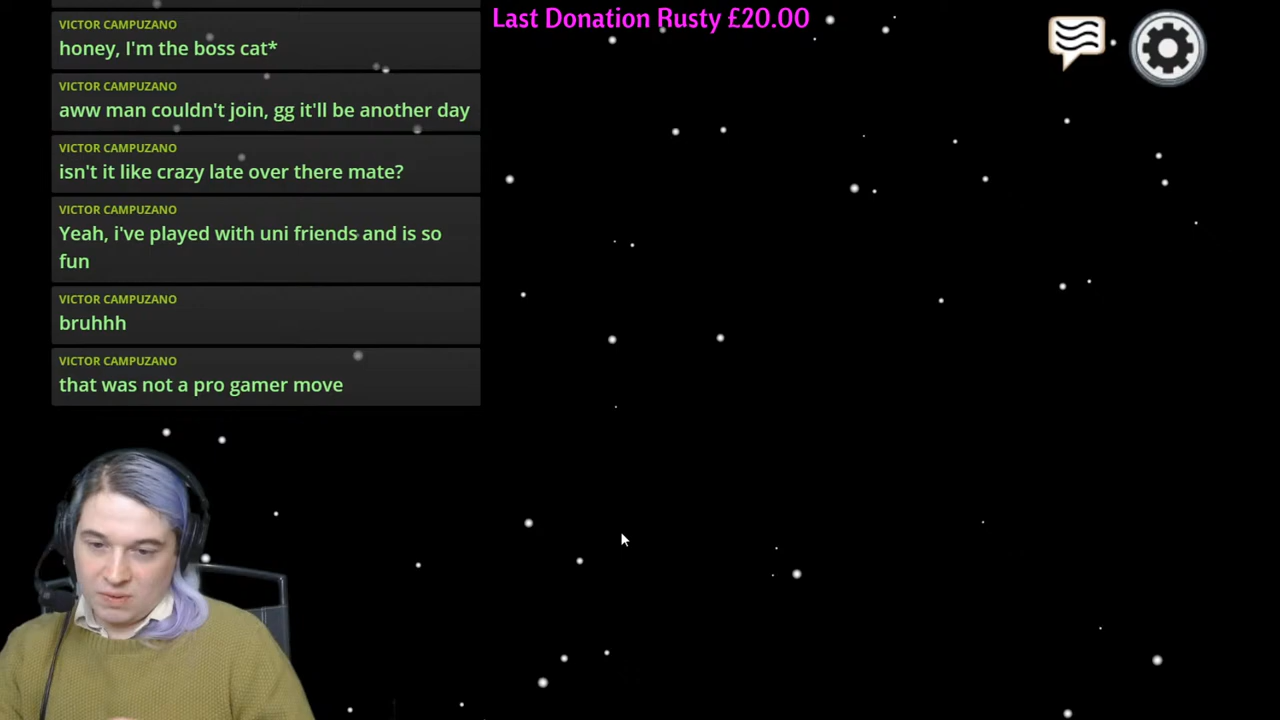 Last Donation Rusty £20.00
VICTOR CAMPUZANO
honey, I'm the boss cat*
VICTOR CAMPUZANO
aww man couldn't join, gg it'll be another day
VICTOR CAMPUZANO
isn't it like crazy late over there mate?
VICTOR CAMPUZANO
Yeah, i've played with uni friends and is so
fun
VICTOR CAMPUZANO
bruhhh
VICTOR CAMPUZANO
that was not a pro gamer move